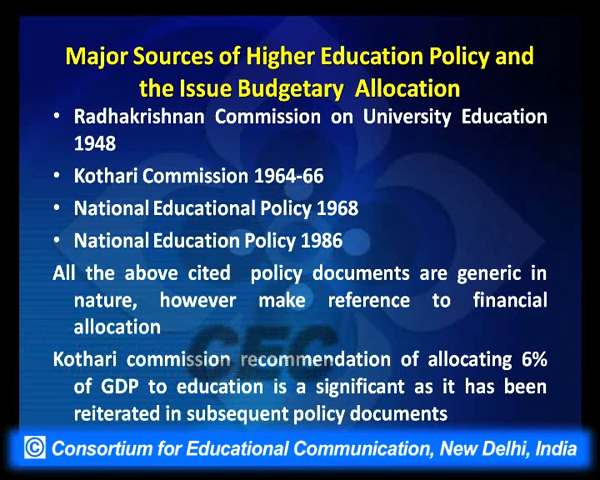 Major Sources of Higher Education Policy and
the Issue Budgetary Allocation
• Radhakrishnan Commission on University Education
1948
• Kothari Commission 1964-66
• National Educational Policy 1968
• National Education Policy 1986
All the above cited policy documents are generic in
nature, however make reference to financial
allocation
Kothari commission recommendation of allocating 6%
of GDP to education is a significant as it has been
reiterated in subsequent policy documents
CEC
© Consortium for Educational Communication, New Delhi, India